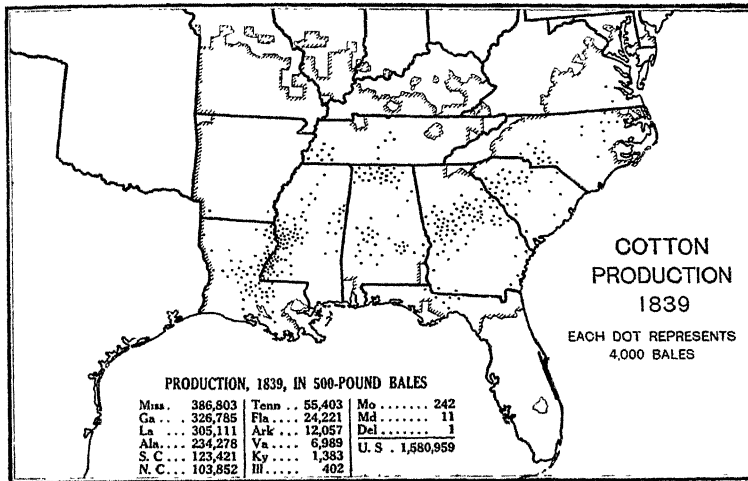 COTTON
PRODUCTION
1839
EACH DOT REPRESENTS
4,000 BALES
PRODUCTION, 1839, IN 500-POUND BALES
Miss. 386,803 Tenn .. 55,403 Mo ....... 242
Ga .. 326,785 Fla .... 24,221 Md ....... 11
La ... 305,111 Ark ... 12,057 Del ....... 1
Ala.... 234,278 Va ..... 6,989 U. S . 1,580,959
S. C ... 123,421 Ky ..... 1,383
N. C... 103,852 Ill ..... 402